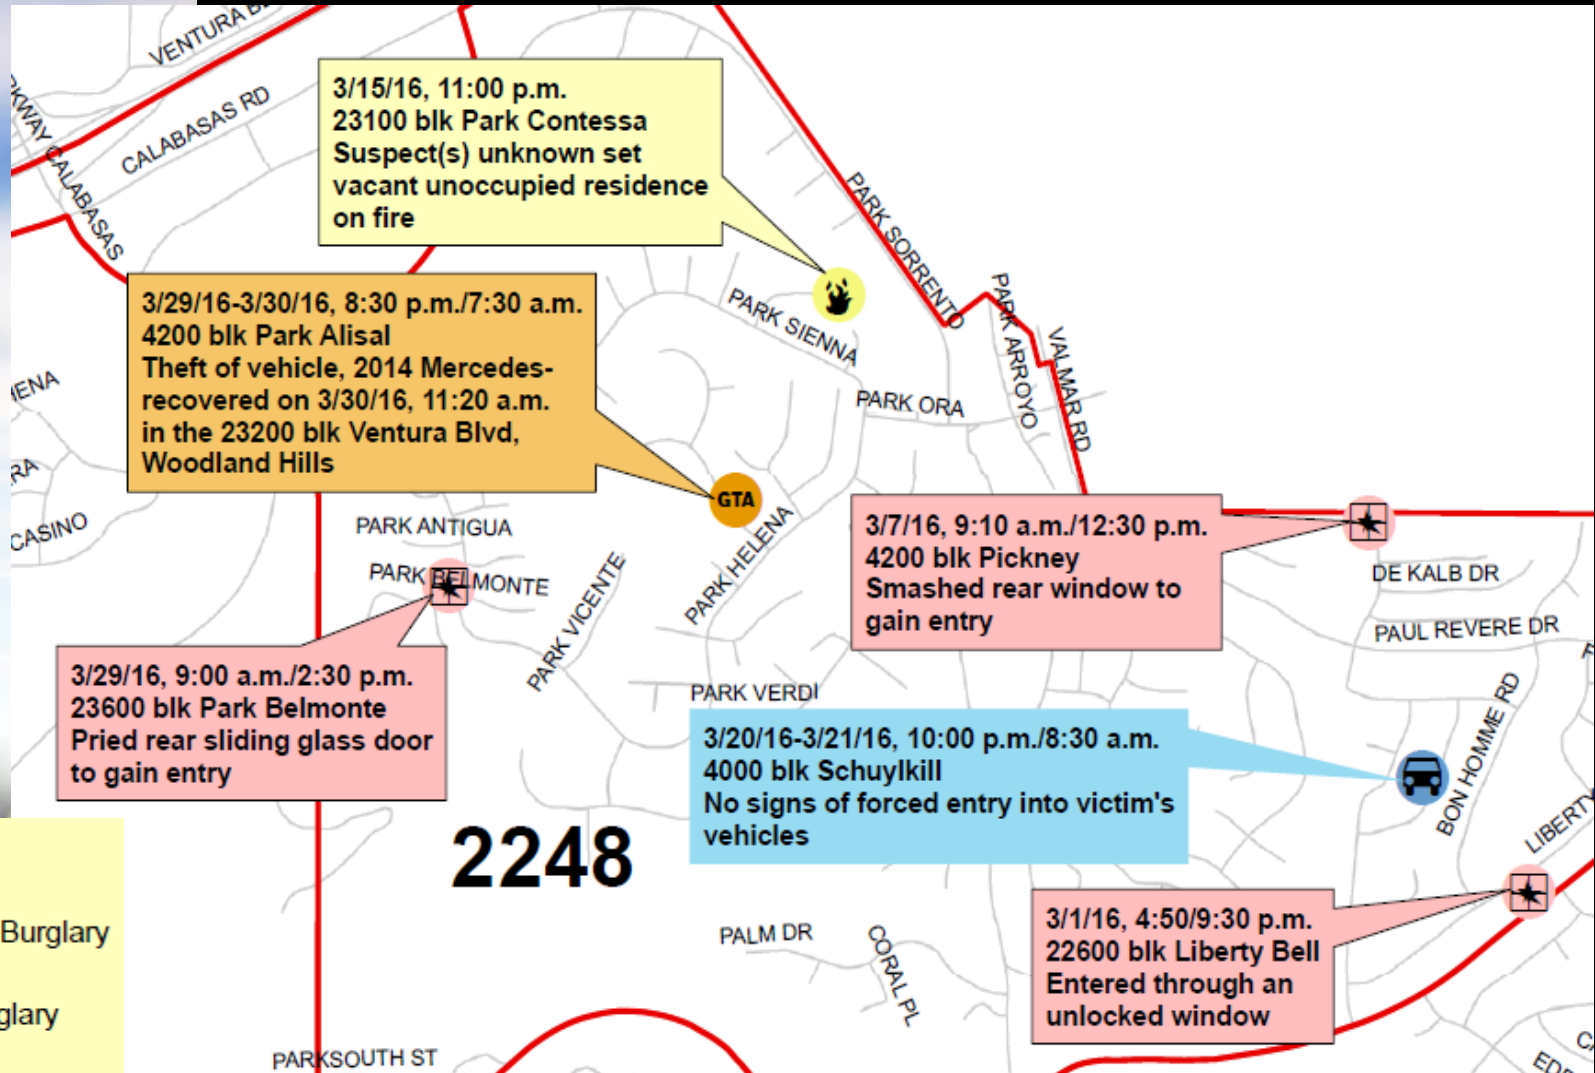 VENTURA B
CALABASAS RD
KWAY CALABASAS
3/15/16, 11:00 p.m.
23100 blk Park Contessa
Suspect(s) unknown set
vacant unoccupied residence
on fire
PARK SORRENTO
PARK SIENNA
PARK ARROYO
VALMAR RD
PARK ORA
3/29/16-3/30/16, 8:30 p.m./7:30 a.m.
4200 blk Park Alisal
Theft of vehicle, 2014 Mercedes-
recovered on 3/30/16, 11:20 a.m.
in the 23200 blk Ventura Blvd,
Woodland Hills
GTA
ENA
RA
CASINO
PARK ANTIGUA
PARK BELMONTE
PARK VICENTE
PARK HELENA
3/7/16, 9:10 a.m./12:30 p.m.
4200 blk Pickney
Smashed rear window to
gain entry
DE KALB DR
PAUL REVERE DR
3/29/16, 9:00 a.m./2:30 p.m.
23600 blk Park Belmonte
Pried rear sliding glass door
to gain entry
PARK VERDI
3/20/16-3/21/16, 10:00 p.m./8:30 a.m.
4000 blk Schuylkill
No signs of forced entry into victim's
vehicles
BON HOMME RD
LIBERTY
2248
Burglary
glary
PALM DR
CORAL PL
3/1/16, 4:50/9:30 p.m.
22600 blk Liberty Bell
Entered through an
unlocked window
PARKSOUTH ST